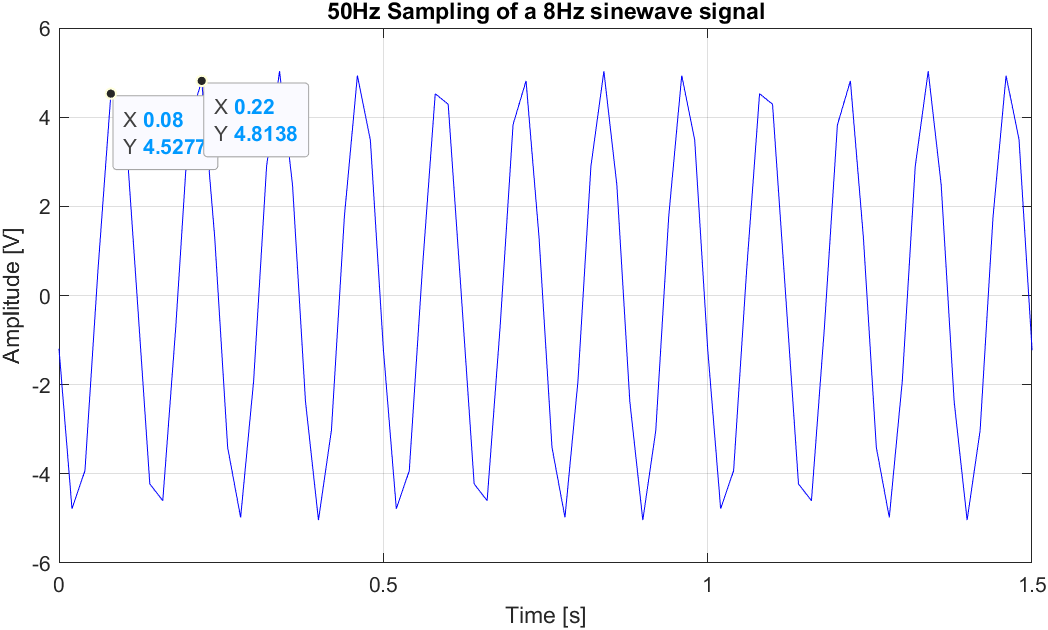 50Hz Sampling of a 8Hz sinewave signal
6
4
2
0
-2
-4
-6
Amplitude [V]
X 0.08
Y 4.5277
X 0.22
Y 4.8138
0
0.5
1
1.5
Time [s]